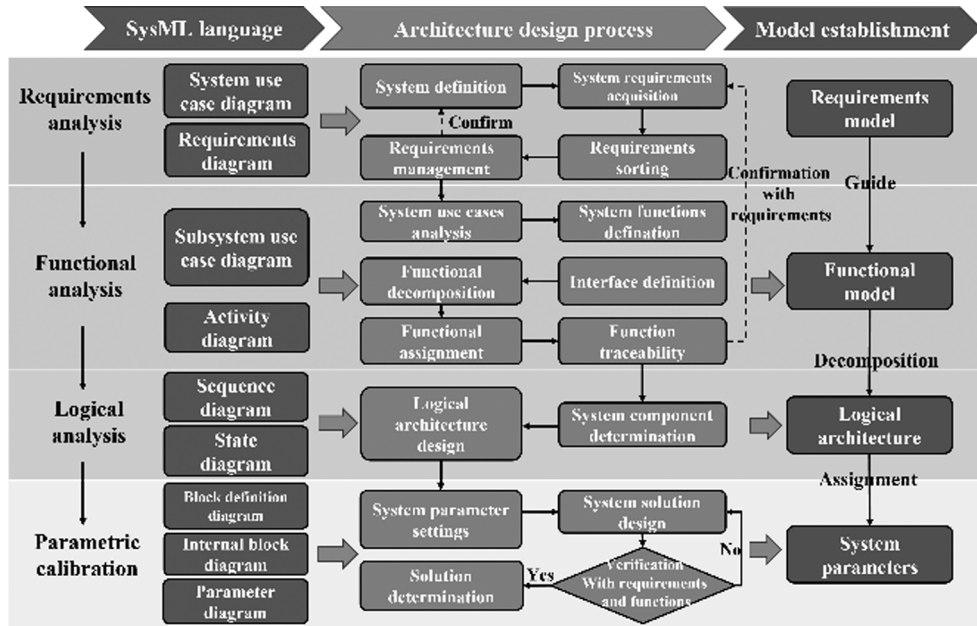 SysML language
Architecture design process
Model establishment
Requirements
analysis
System use
case diagram
Requirements
diagram
System definition
System requirements
acquisition
Confirm
Requirements
management
Requirements
sorting
Confirmation
with
requirements
Requirements
model
Guide
Functional
analysis
Subsystem use
case diagram
Activity
diagram
System use cases
analysis
System functions
defination
Functional
decomposition
Interface definition
Functional
assignment
Function
traceability
Functional
model
Decomposition
Logical
analysis
Sequence
diagram
State
diagram
Logical
architecture
design
System component
determination
Logical
architecture
Assignment
Parametric
calibration
Block definition
diagram
Internal block
diagram
Parameter
diagram
System parameter
settings
System solution
design
No
Solution
determination
Yes
Verification
With requirements
and functions
System
parameters